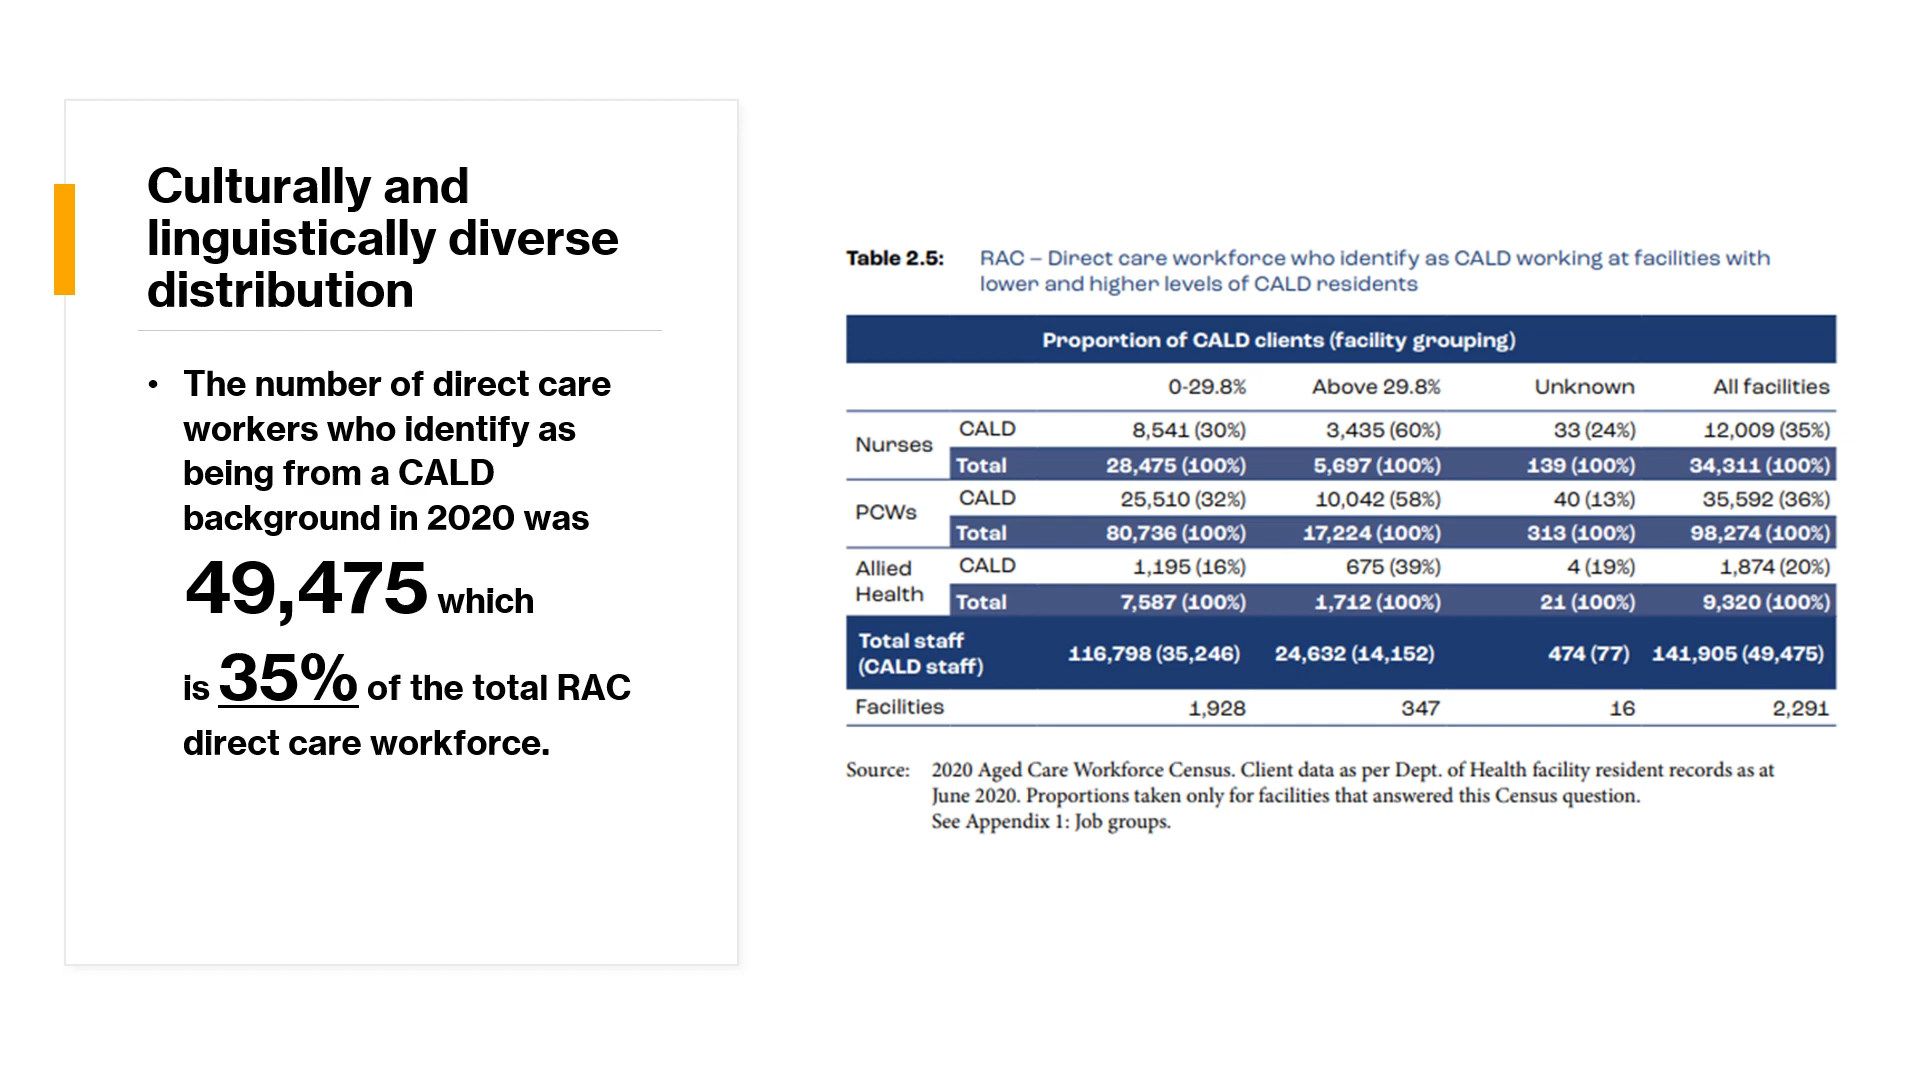 Culturally and
linguistically diverse
distribution
• The number of direct care
workers who identify as
being from a CALD
background in 2020 was
49,475 which
is 35% of the total RAC
direct care workforce.
Table 2.5: RAC – Direct care workforce who identify as CALD working at facilities with
lower and higher levels of CALD residents
Proportion of CALD clients (facility grouping)
0-29.8% Above 29.8% Unknown All facilities
Nurses
CALD 8,541 (30%) 3,435 (60%) 33 (24%) 12,009 (35%)
Total 28,475 (100%) 5,697 (100%) 139 (100%) 34,311 (100%)
PCWs
CALD 25,510 (32%) 10,042 (58%) 40 (13%) 35,592 (36%)
Total 80,736 (100%) 17,224 (100%) 313 (100%) 98,274 (100%)
Allied
Health
CALD 1,195 (16%) 675 (39%) 4 (19%) 1,874 (20%)
Total 7,587 (100%) 1,712 (100%) 21 (100%) 9,320 (100%)
Total staff
(CALD staff)
116,798 (35,246) 24,632 (14,152) 474 (77) 141,905 (49,475)
Facilities 1,928 347 16 2,291
Source: 2020 Aged Care Workforce Census. Client data as per Dept. of Health facility resident records as at
June 2020. Proportions taken only for facilities that answered this Census question.
See Appendix 1: Job groups.